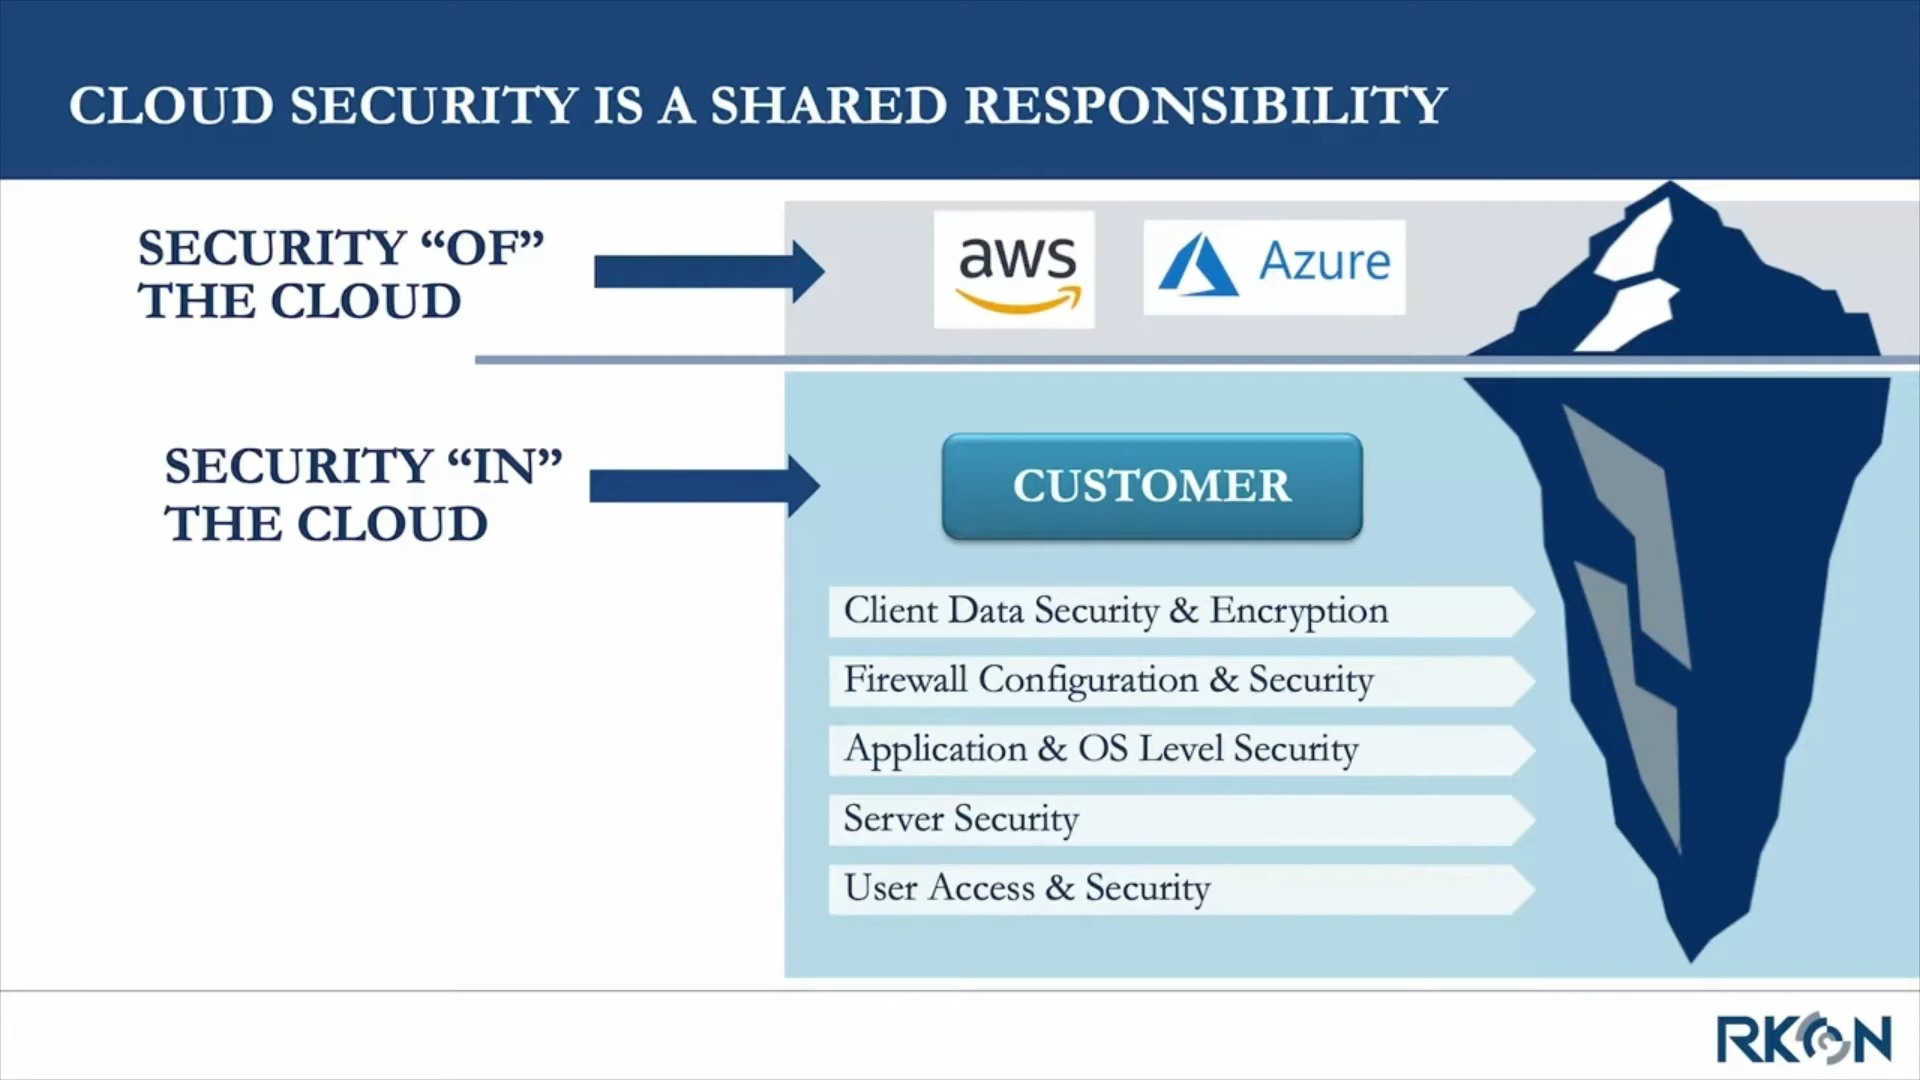 CLOUD SECURITY IS A SHARED RESPONSIBILITY
SECURITY “OF”
THE CLOUD
aws
Azure
SECURITY “IN”
THE CLOUD
CUSTOMER
Client Data Security & Encryption
Firewall Configuration & Security
Application & OS Level Security
Server Security
User Access & Security
RKON